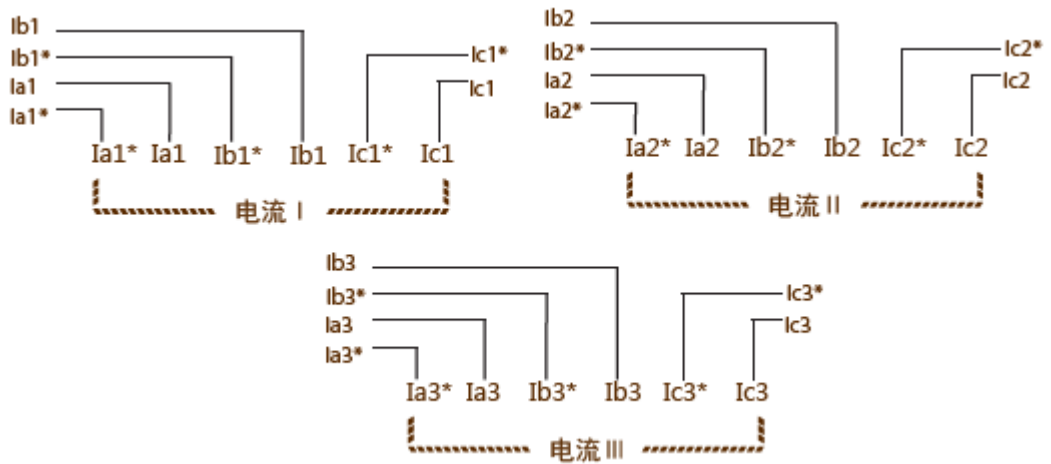 Ib1
Ib1*
Ia1
Ia1*
Ic1*
Ic1
Ia1* Ia1 Ib1* Ib1 Ic1* Ic1
电流 I
Ib2
Ib2*
Ia2
Ia2*
Ic2*
Ic2
Ia2* Ia2 Ib2* Ib2 Ic2* Ic2
电流 II
Ib3
Ib3*
Ia3
Ia3*
Ic3*
Ic3
Ia3* Ia3 Ib3* Ib3 Ic3* Ic3
电流 III